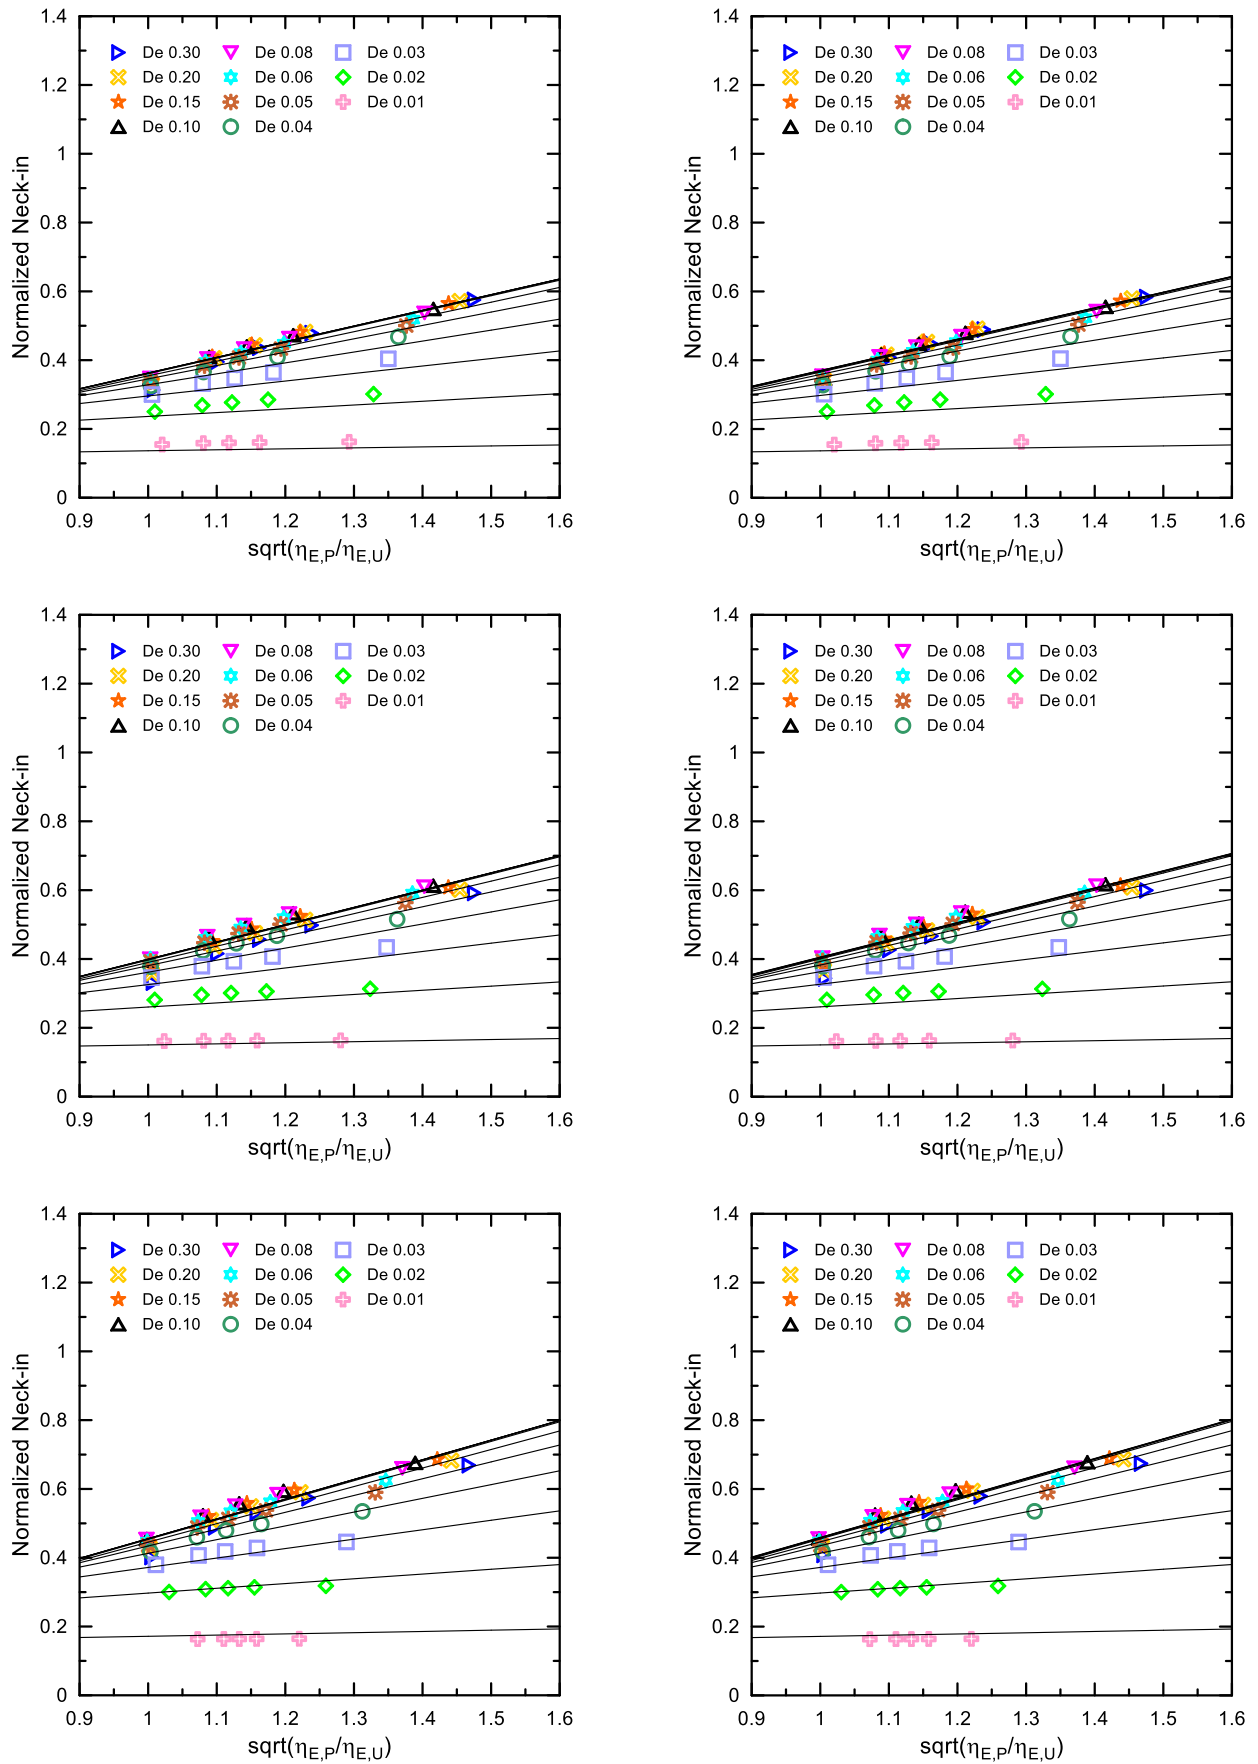 1.4
De 0.30 De 0.08 De 0.03
1.2
De 0.20 De 0.06 De 0.02
De 0.15 De 0.05 De 0.01
De 0.10 De 0.04
1
0.8
0.6
0.4
0.2
0
Normalized Neck-in
0.9 1 1.1 1.2 1.3 1.4 1.5 1.6
sqrt(ηE,P/ηE,U)
1.4
De 0.30 De 0.08 De 0.03
1.2
De 0.20 De 0.06 De 0.02
De 0.15 De 0.05 De 0.01
De 0.10 De 0.04
1
0.8
0.6
0.4
0.2
0
Normalized Neck-in
0.9 1 1.1 1.2 1.3 1.4 1.5 1.6
sqrt(ηE,P/ηE,U)
1.4
De 0.30 De 0.08 De 0.03
1.2
De 0.20 De 0.06 De 0.02
De 0.15 De 0.05 De 0.01
De 0.10 De 0.04
1
0.8
0.6
0.4
0.2
0
Normalized Neck-in
0.9 1 1.1 1.2 1.3 1.4 1.5 1.6
sqrt(ηE,P/ηE,U)
1.4
De 0.30 De 0.08 De 0.03
1.2
De 0.20 De 0.06 De 0.02
De 0.15 De 0.05 De 0.01
De 0.10 De 0.04
1
0.8
0.6
0.4
0.2
0
Normalized Neck-in
0.9 1 1.1 1.2 1.3 1.4 1.5 1.6
sqrt(ηE,P/ηE,U)
1.4
De 0.30 De 0.08 De 0.03
1.2
De 0.20 De 0.06 De 0.02
De 0.15 De 0.05 De 0.01
De 0.10 De 0.04
1
0.8
0.6
0.4
0.2
0
Normalized Neck-in
0.9 1 1.1 1.2 1.3 1.4 1.5 1.6
sqrt(ηE,P/ηE,U)
1.4
De 0.30 De 0.08 De 0.03
1.2
De 0.20 De 0.06 De 0.02
De 0.15 De 0.05 De 0.01
De 0.10 De 0.04
1
0.8
0.6
0.4
0.2
0
Normalized Neck-in
0.9 1 1.1 1.2 1.3 1.4 1.5 1.6
sqrt(ηE,P/ηE,U)